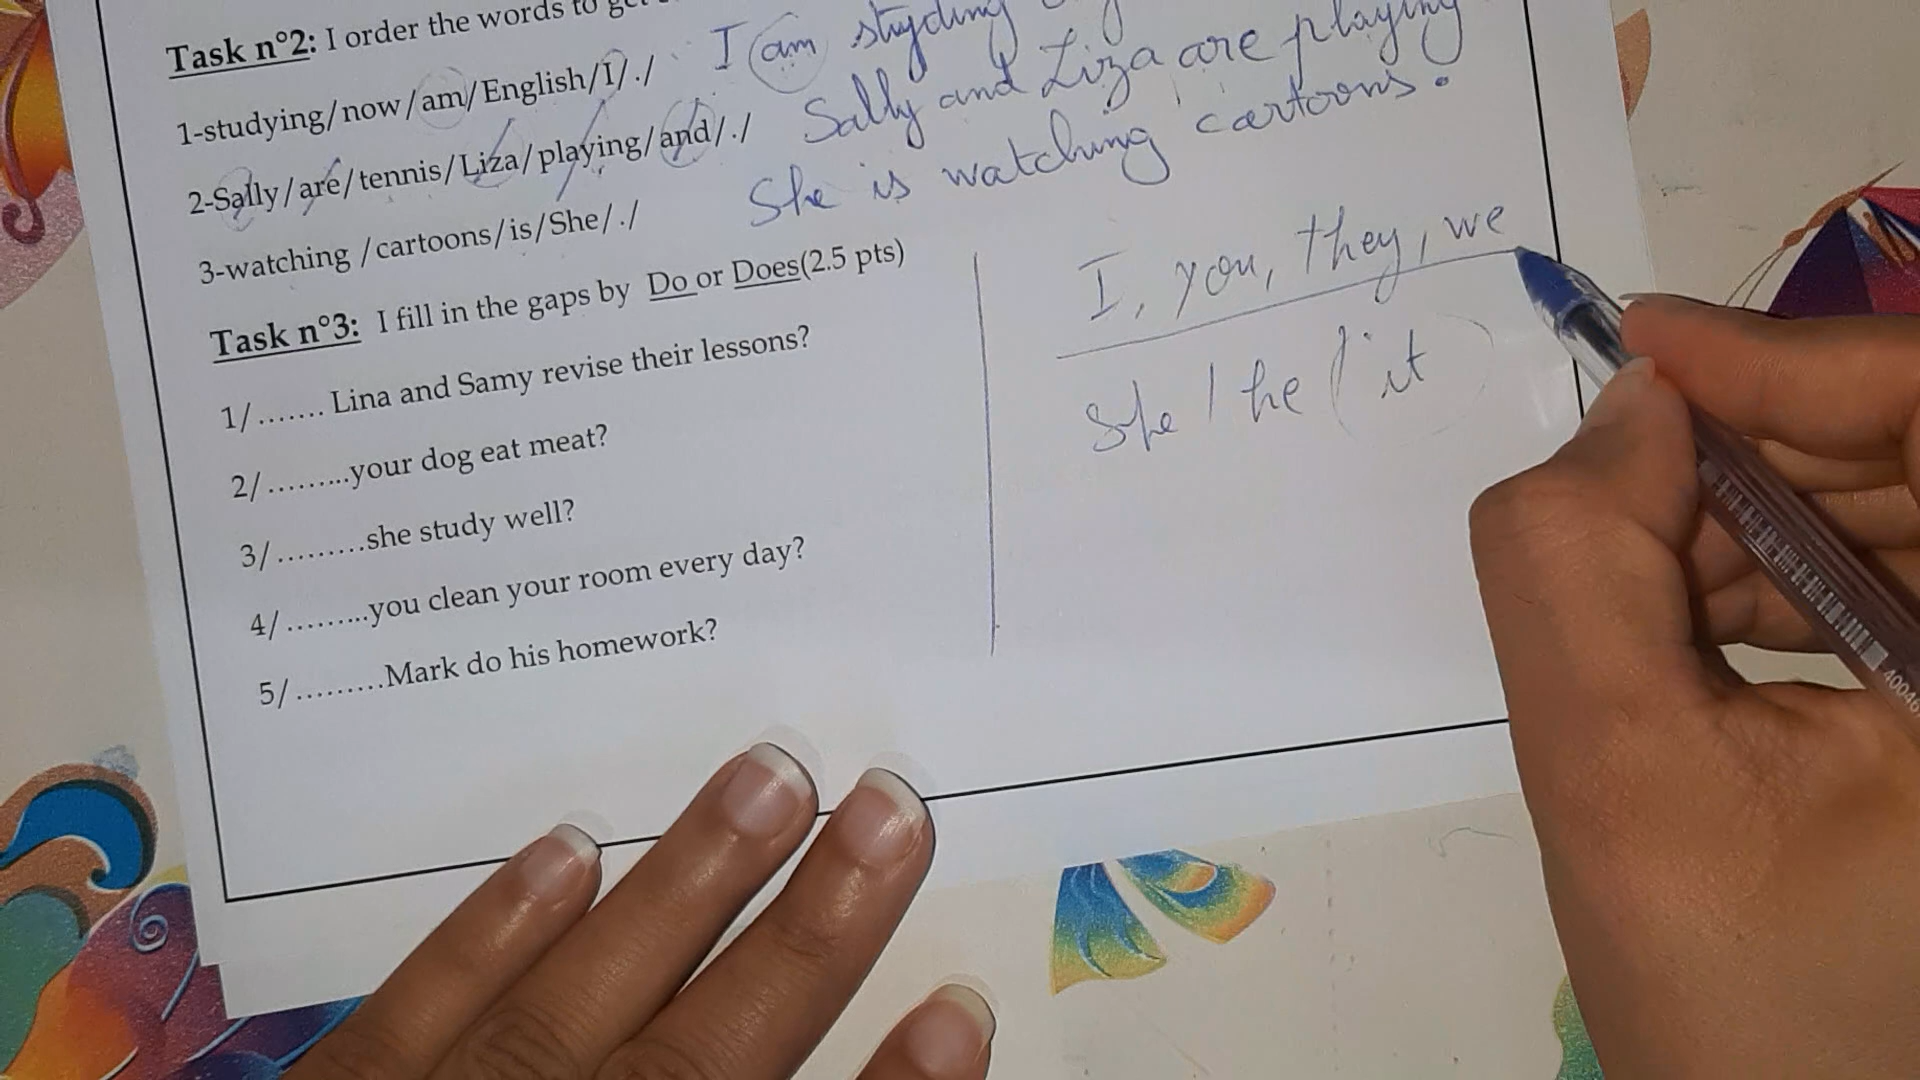 Task n°2: I order the words to
1-studying/now/am/English/I/./ I am studing
2-Sally/are/tennis/Liza/playing/and/./ Sally and Liza are playing
3-watching /cartoons/is/She/./ She is watching cartoons.
Task n°3: I fill in the gaps by Do or Does(2.5 pts)
1/....... Lina and Samy revise their lessons?
2/.........your dog eat meat?
3/.........she study well?
4/.........you clean your room every day?
5/.........Mark do his homework?
I, you, they, we
She / he / it